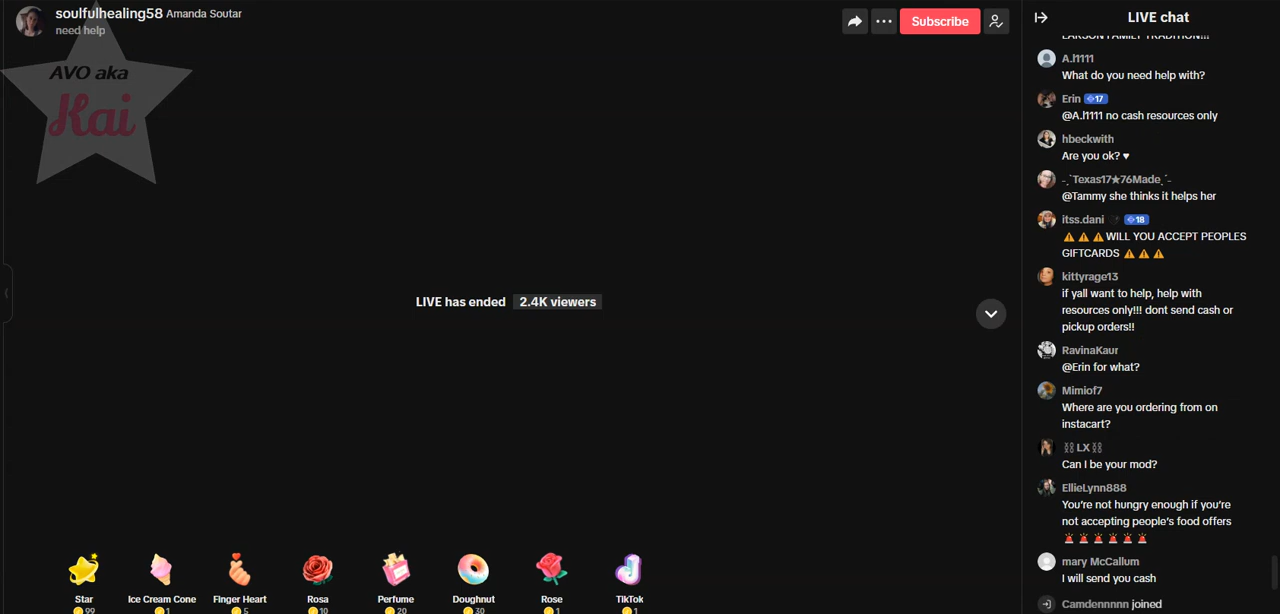 soulfulhealing58 Amanda Soutar
need help
Subscribe
AVO aka
Kai
LIVE has ended 2.4K viewers
Star
99
Ice Cream Cone
1
Finger Heart
5
Rosa
10
Perfume
20
Doughnut
30
Rose
1
TikTok
1
LIVE chat
LARSON FAMILY TRADITION!!!
A.l1111
What do you need help with?
Erin 17
@A.l1111 no cash resources only
hbeckwith
Are you ok? ♥
-ˏˋTexas17★76Made ˎˊ-
@Tammy she thinks it helps her
itss.dani 18
⚠️ ⚠️ ⚠️ WILL YOU ACCEPT PEOPLES
GIFTCARDS ⚠️ ⚠️ ⚠️
kittyrage13
if yall want to help, help with
resources only!!! dont send cash or
pickup orders!!
RavinaKaur
@Erin for what?
Mimiof7
Where are you ordering from on
instacart?
⛓LX⛓
Can I be your mod?
EllieLynn888
You're not hungry enough if you're
not accepting people's food offers
🚨 🚨 🚨 🚨 🚨 🚨
mary McCallum
I will send you cash
Camdennnnn joined